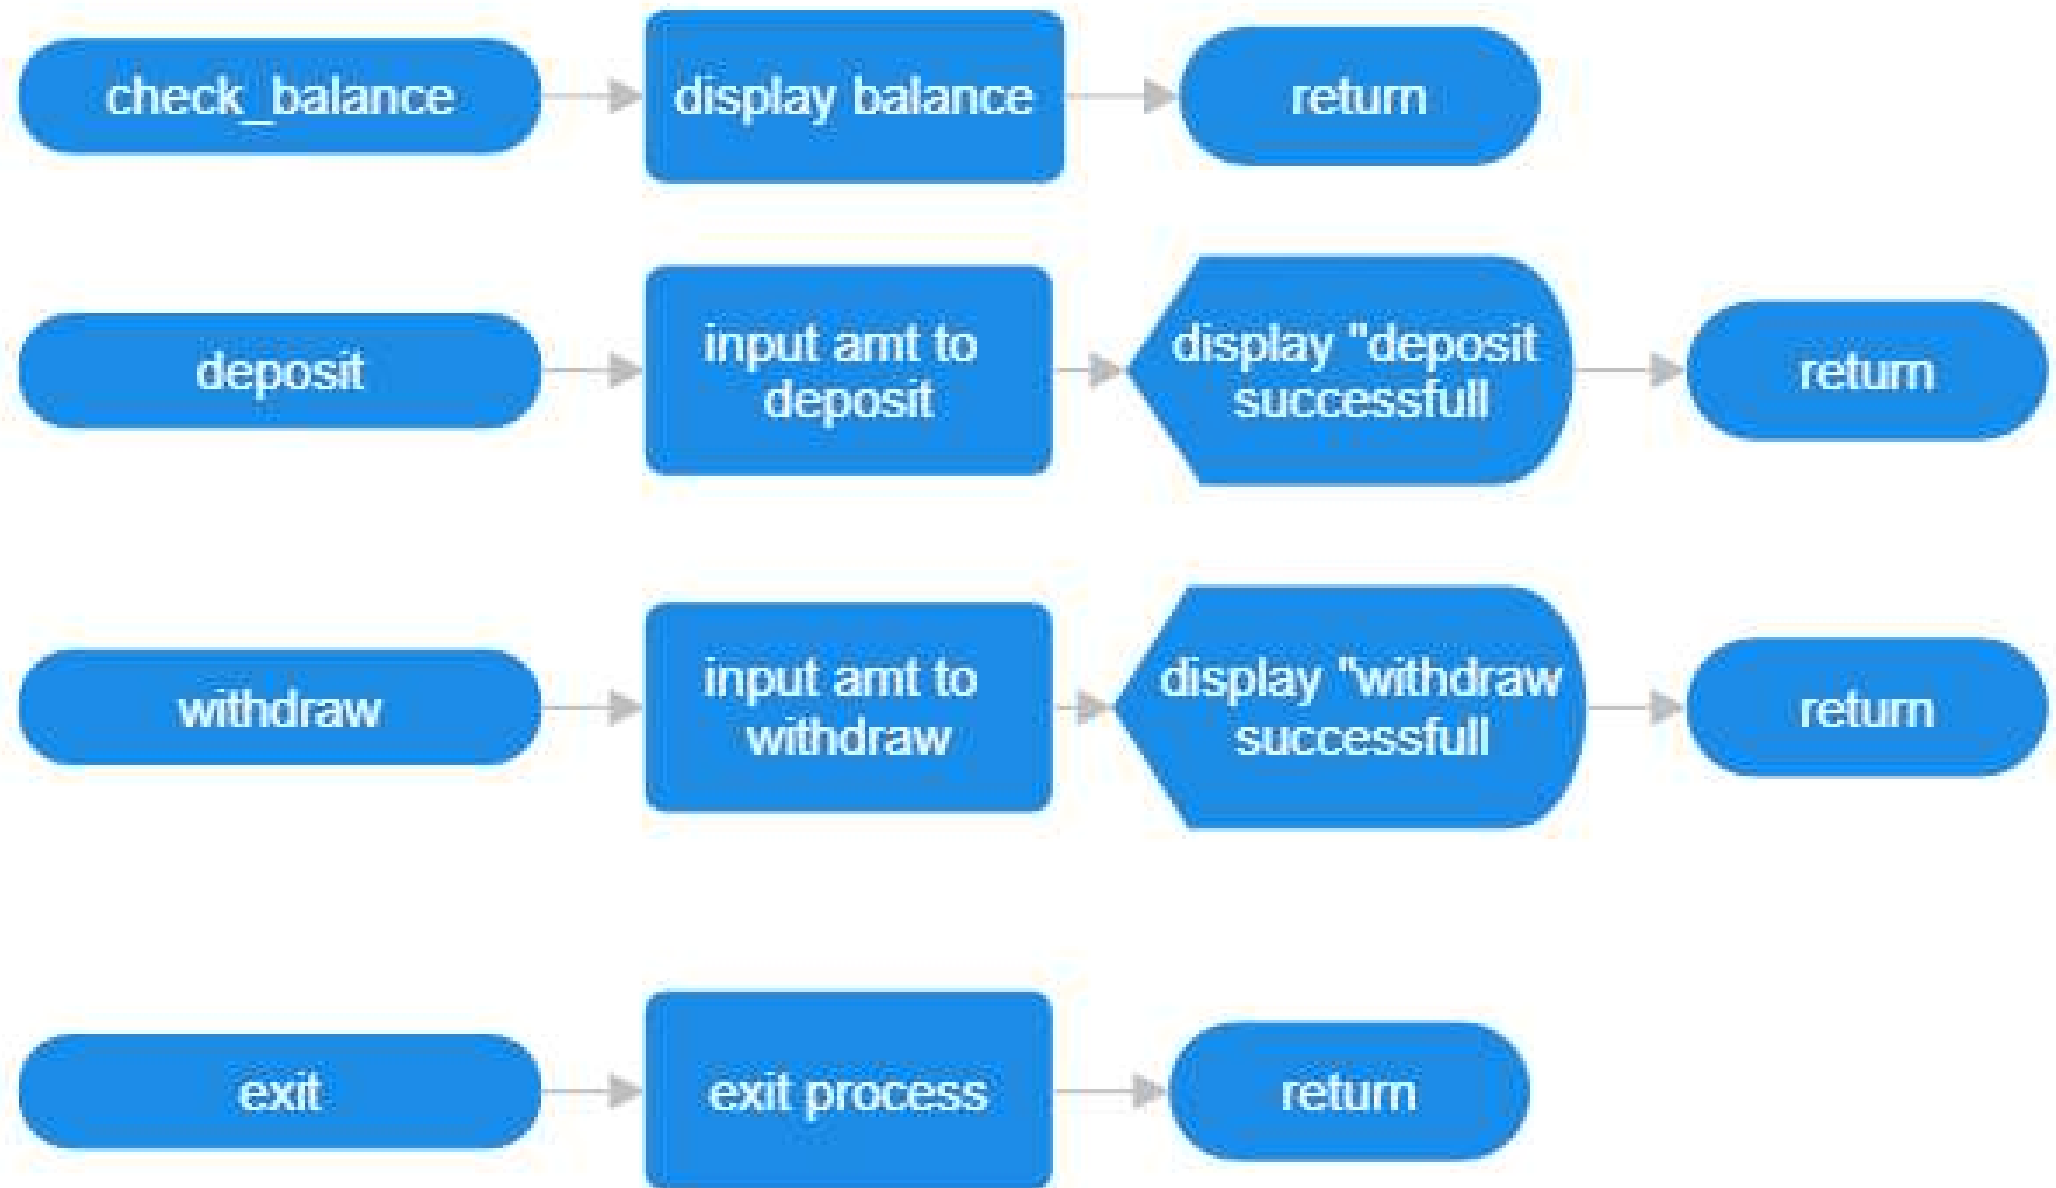 check_balance
display balance
return
deposit
input amt to
deposit
display "deposit
successfull
return
withdraw
input amt to
withdraw
display "withdraw
successfull
return
exit
exit process
return